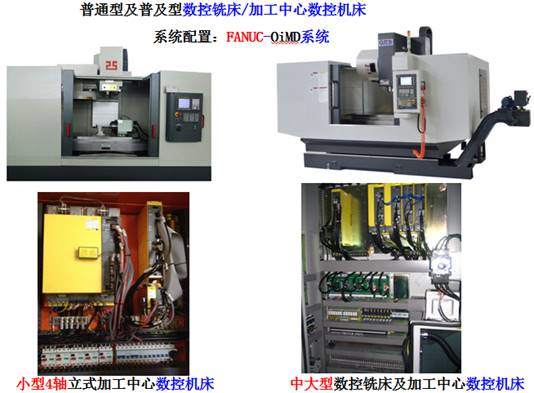 普通型及普及型数控铣床/加工中心数控机床
系统配置：FANUC-OiMD系统
25
小型4轴立式加工中心数控机床
中大型数控铣床及加工中心数控机床